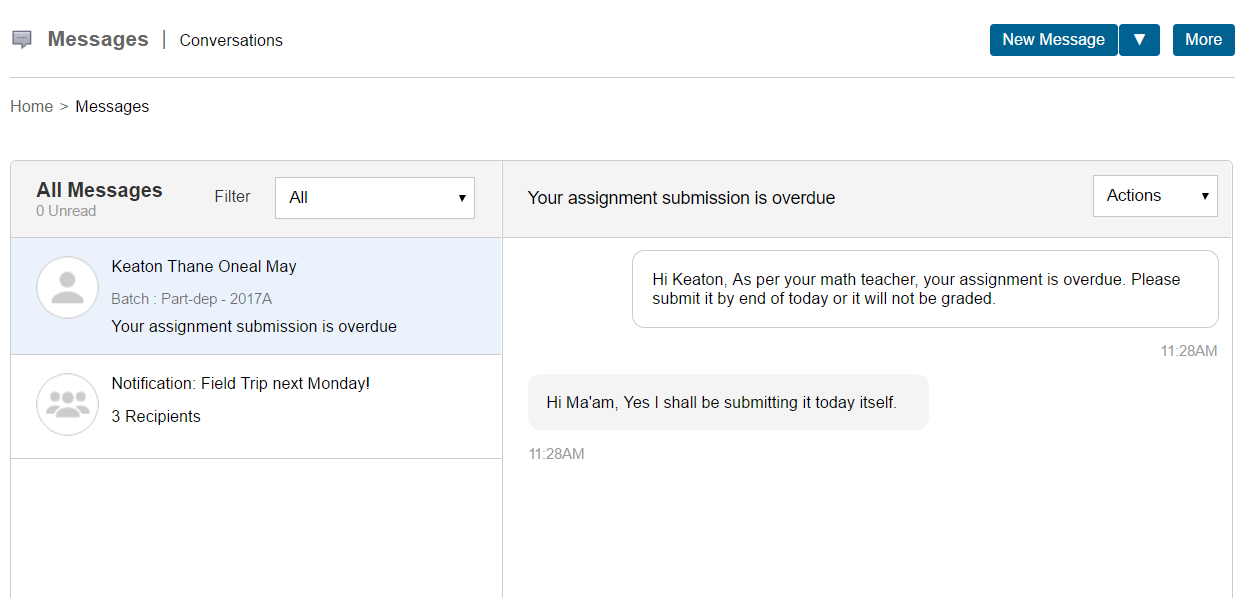 Messages | Conversations
New Message ▼ More
Home > Messages
All Messages
0 Unread
Filter
All ▼
Keaton Thane Oneal May
Batch : Part-dep - 2017A
Your assignment submission is overdue
Notification: Field Trip next Monday!
3 Recipients
Your assignment submission is overdue
Actions ▼
Hi Keaton, As per your math teacher, your assignment is overdue. Please
submit it by end of today or it will not be graded.
11:28AM
Hi Ma'am, Yes I shall be submitting it today itself.
11:28AM